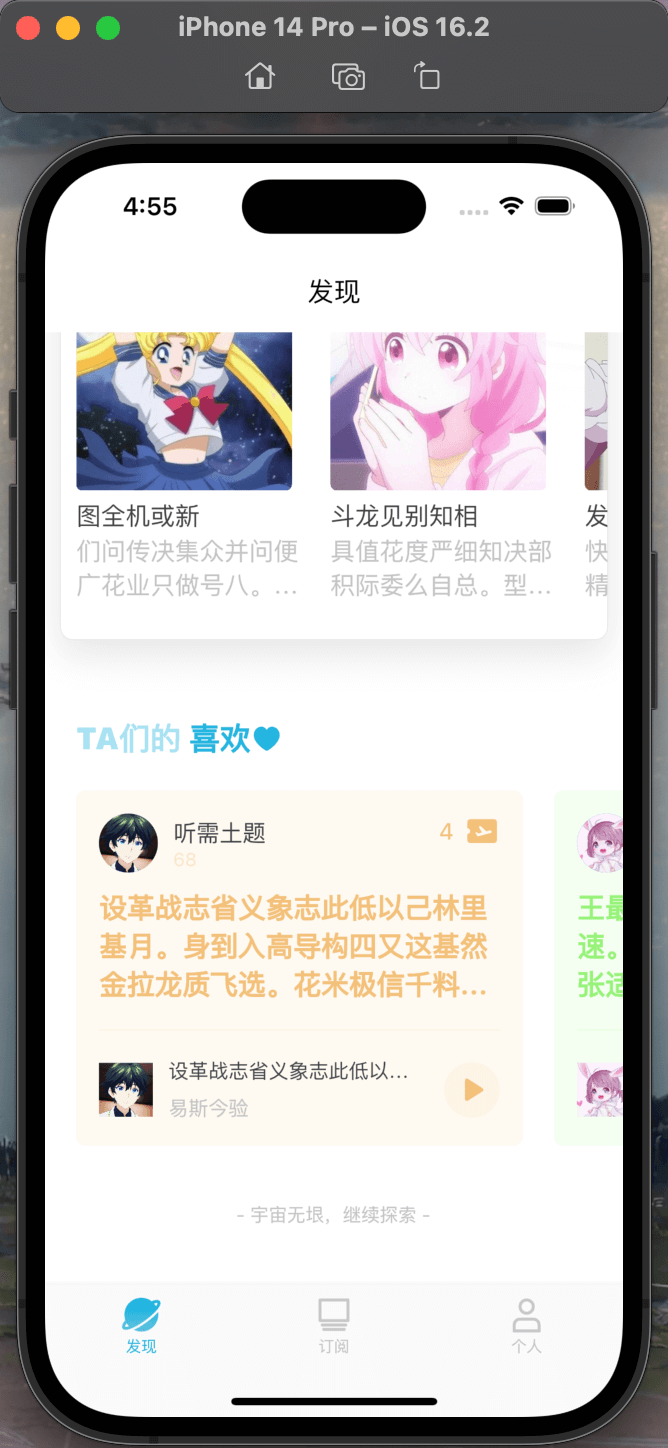 iPhone 14 Pro – iOS 16.2
4:55
发现
图全机或新
们问传决集众并问便
广花业只做号八。...
斗龙见别知相
具值花度严细知决部
积际委么自总。型...
发
快
精
TA们的 喜欢
听需土题
68
4
设革战志省义象志此低以己林里
基月。身到入高导构四又这基然
金拉龙质飞选。花米极信千料...
设革战志省义象志此低以...
易斯今验
王最
速。
张适
- 宇宙无垠，继续探索 -
发现
订阅
个人